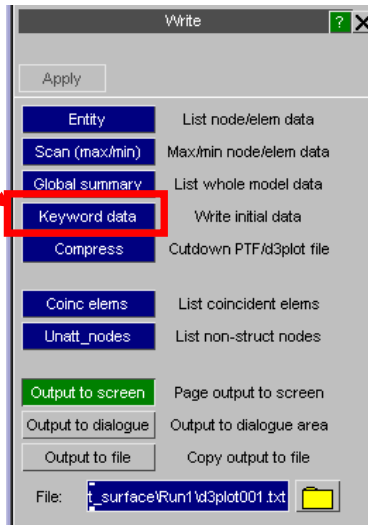 Write ? X
Apply
Entity List node/elem data
Scan (max/min) Max/min node/elem data
Global summary List whole model data
Keyword data Write initial data
Compress Cutdown PTF/d3plot file
Coinc elems List coincident elems
Unatt_nodes List non-struct nodes
Output to screen Page output to screen
Output to dialogue Output to dialogue area
Output to file Copy output to file
File: t_surface\Run1\d3plot001.txt